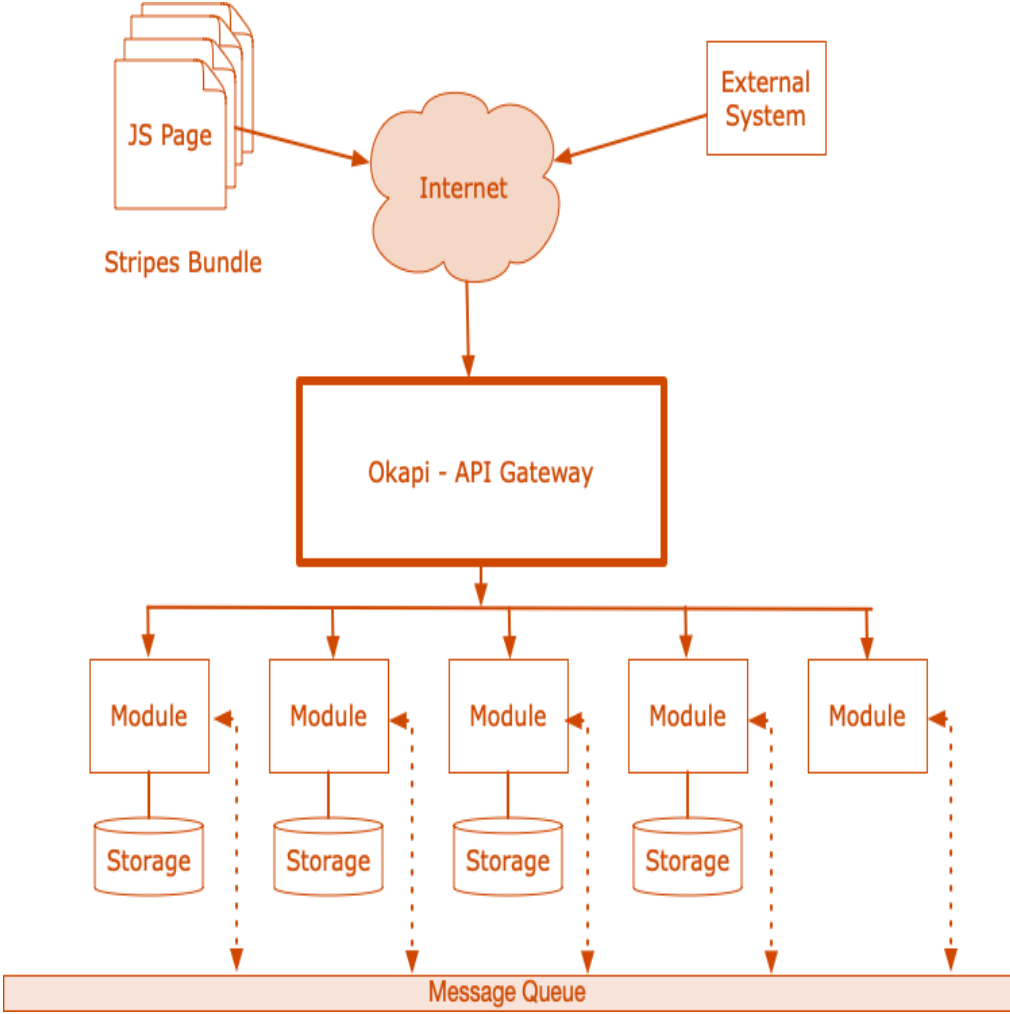 JS Page
External
System
Internet
Stripes Bundle
Okapi - API Gateway
Module
Module
Module
Module
Module
Storage
Storage
Storage
Storage
Message Queue